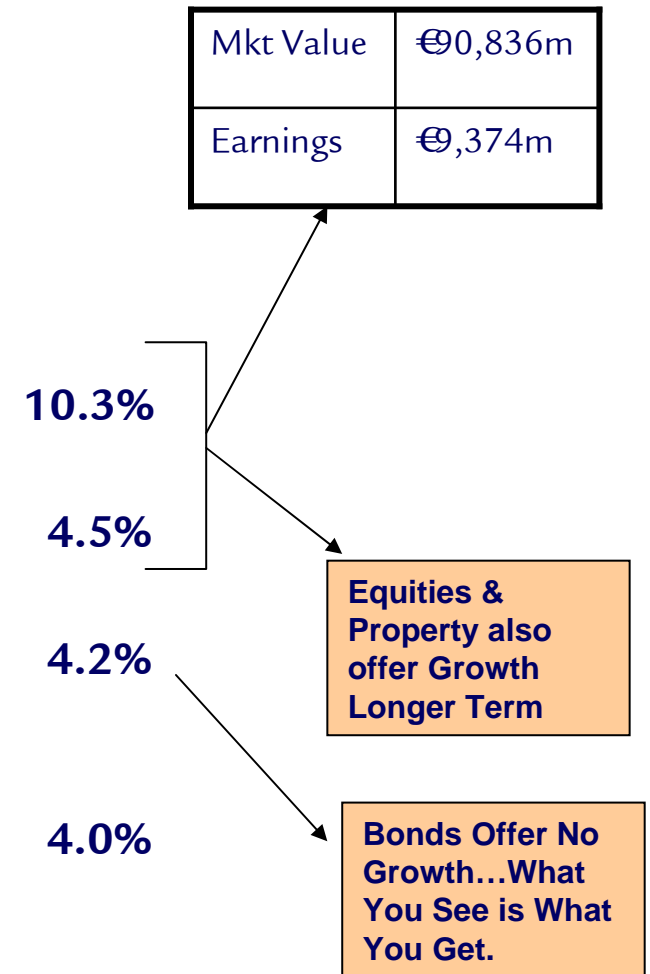 Mkt Value €90,836m
Earnings €9,374m
10.3%
4.5%
Equities &
Property also
offer Growth
Longer Term
4.2%
4.0%
Bonds Offer No
Growth…What
You See is What
You Get.